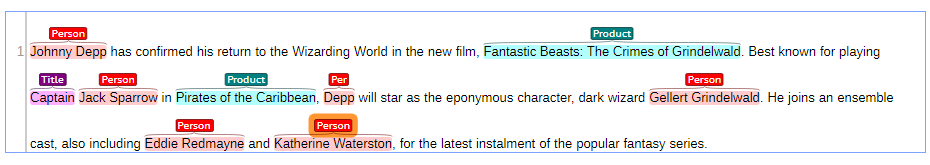 Person Product
1 Johnny Depp has confirmed his return to the Wizarding World in the new film, Fantastic Beasts: The Crimes of Grindelwald. Best known for playing
Title Person Product Per Person
Captain Jack Sparrow in Pirates of the Caribbean, Depp will star as the eponymous character, dark wizard Gellert Grindelwald. He joins an ensemble
Person Person
cast, also including Eddie Redmayne and Katherine Waterston, for the latest instalment of the popular fantasy series.